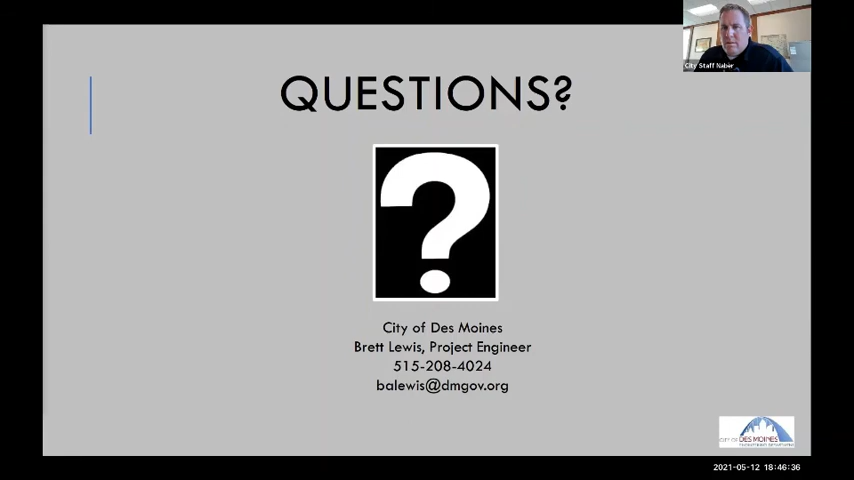 City Staff Naber
QUESTIONS?
?
City of Des Moines
Brett Lewis, Project Engineer
515-208-4024
balewis@dmgov.org
CITY OF DES MOINES
2021-05-12 18:46:36